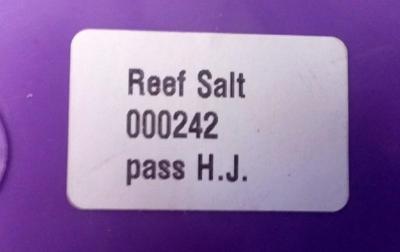 Reef Salt
000242
pass H.J.